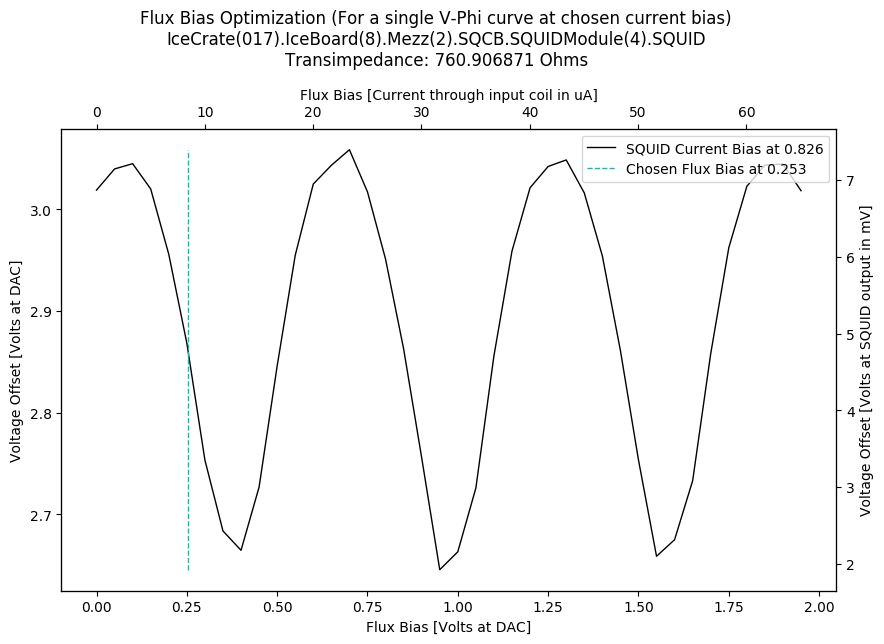 Flux Bias Optimization (For a single V-Phi curve at chosen current bias)
IceCrate(017).IceBoard(8).Mezz(2).SQCB.SQUIDModule(4).SQUID
Transimpedance: 760.906871 Ohms
Flux Bias [Current through input coil in uA]
0 10 20 30 40 50 60
SQUID Current Bias at 0.826
Chosen Flux Bias at 0.253
Voltage Offset [Volts at DAC]
3.0
2.9
2.8
2.7
7
6
5
4
3
2
Voltage Offset [Volts at SQUID output in mV]
0.00 0.25 0.50 0.75 1.00 1.25 1.50 1.75 2.00
Flux Bias [Volts at DAC]